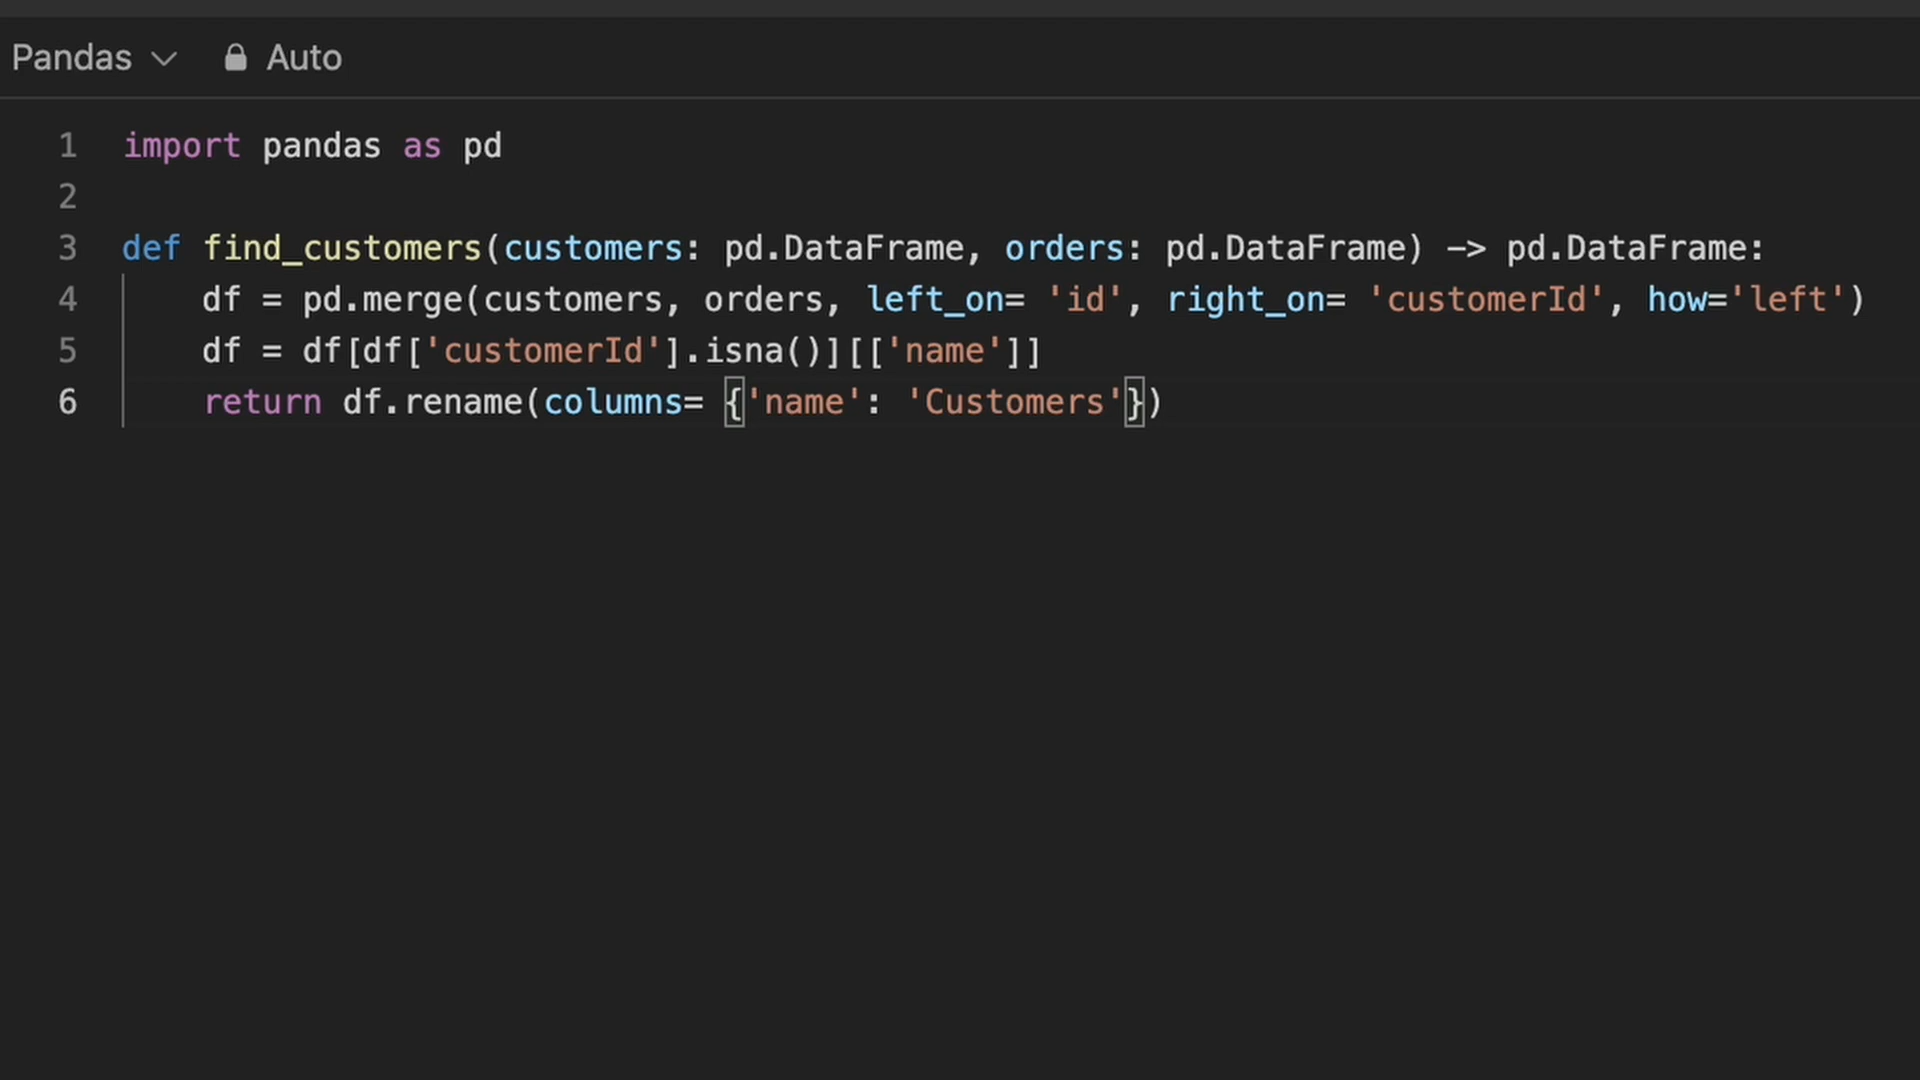 Pandas Auto
1 import pandas as pd
2
3 def find_customers(customers: pd.DataFrame, orders: pd.DataFrame) -> pd.DataFrame:
4     df = pd.merge(customers, orders, left_on= 'id', right_on= 'customerId', how='left')
5     df = df[df['customerId'].isna()][['name']]
6     return df.rename(columns= {'name': 'Customers'})